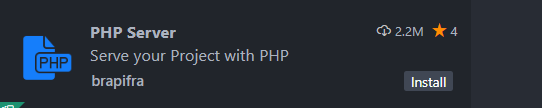 PHP Server 2.2M 4
Serve your Project with PHP
PHP
brapifra Install